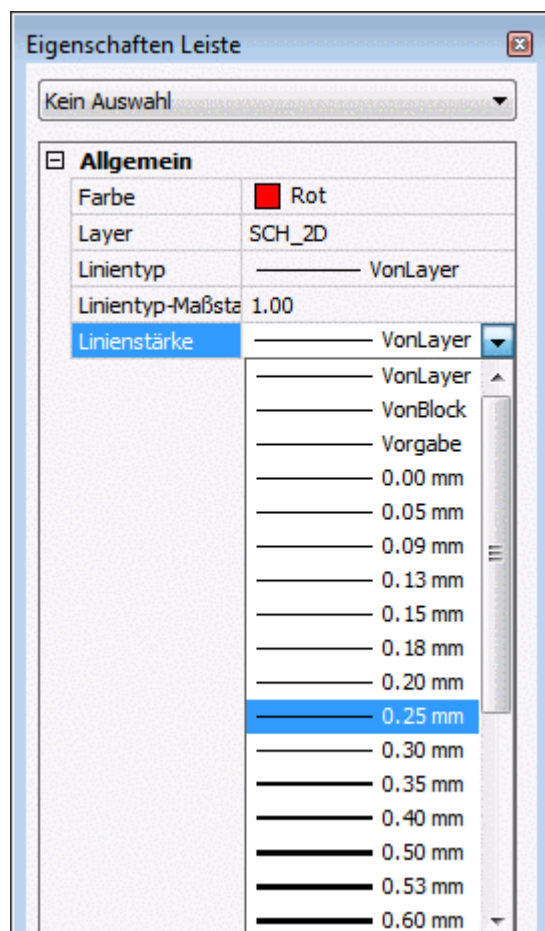 Eigenschaften Leiste
Kein Auswahl
Allgemein
Farbe Rot
Layer SCH_2D
Linientyp VonLayer
Linientyp-Maßsta 1.00
Linienstärke VonLayer
VonLayer
VonBlock
Vorgabe
0.00 mm
0.05 mm
0.09 mm
0.13 mm
0.15 mm
0.18 mm
0.20 mm
0.25 mm
0.30 mm
0.35 mm
0.40 mm
0.50 mm
0.53 mm
0.60 mm